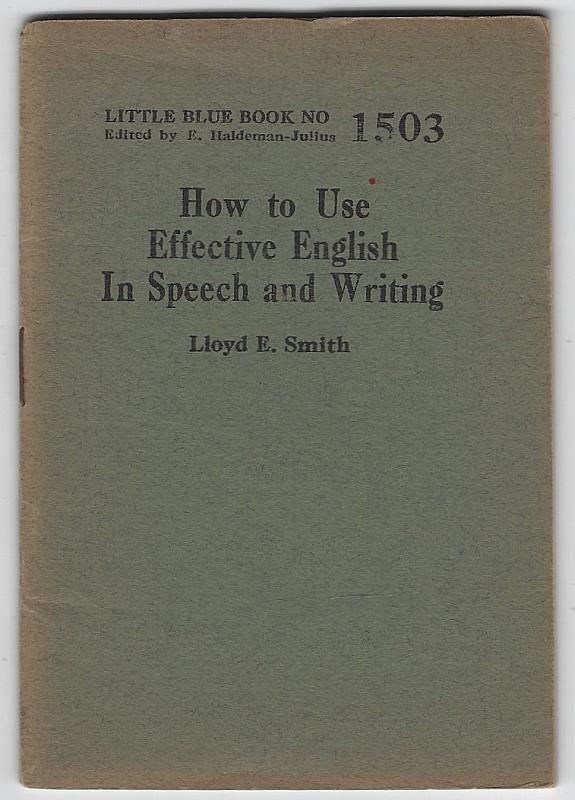 LITTLE BLUE BOOK NO 1503
Edited by E. Haldeman-Julius
How to Use
Effective English
In Speech and Writing
Lloyd E. Smith